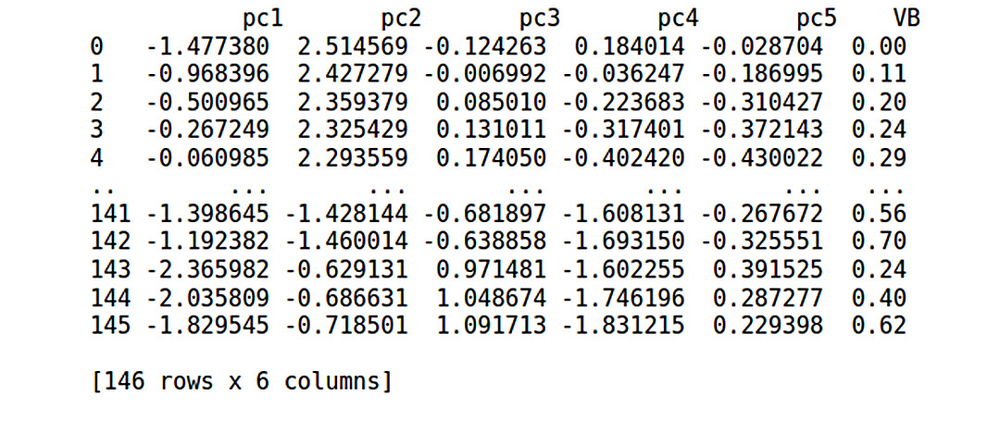 pc1 pc2 pc3 pc4 pc5 VB
0 -1.477380 2.514569 -0.124263 0.184014 -0.028704 0.00
1 -0.968396 2.427279 -0.006992 -0.036247 -0.186995 0.11
2 -0.500965 2.359379 0.085010 -0.223683 -0.310427 0.20
3 -0.267249 2.325429 0.131011 -0.317401 -0.372143 0.24
4 -0.060985 2.293559 0.174050 -0.402420 -0.430022 0.29
.. ... ... ... ... ... ...
141 -1.398645 -1.428144 -0.681897 -1.608131 -0.267672 0.56
142 -1.192382 -1.460014 -0.638858 -1.693150 -0.325551 0.70
143 -2.365982 -0.629131 0.971481 -1.602255 0.391525 0.24
144 -2.035809 -0.686631 1.048674 -1.746196 0.287277 0.40
145 -1.829545 -0.718501 1.091713 -1.831215 0.229398 0.62
[146 rows x 6 columns]